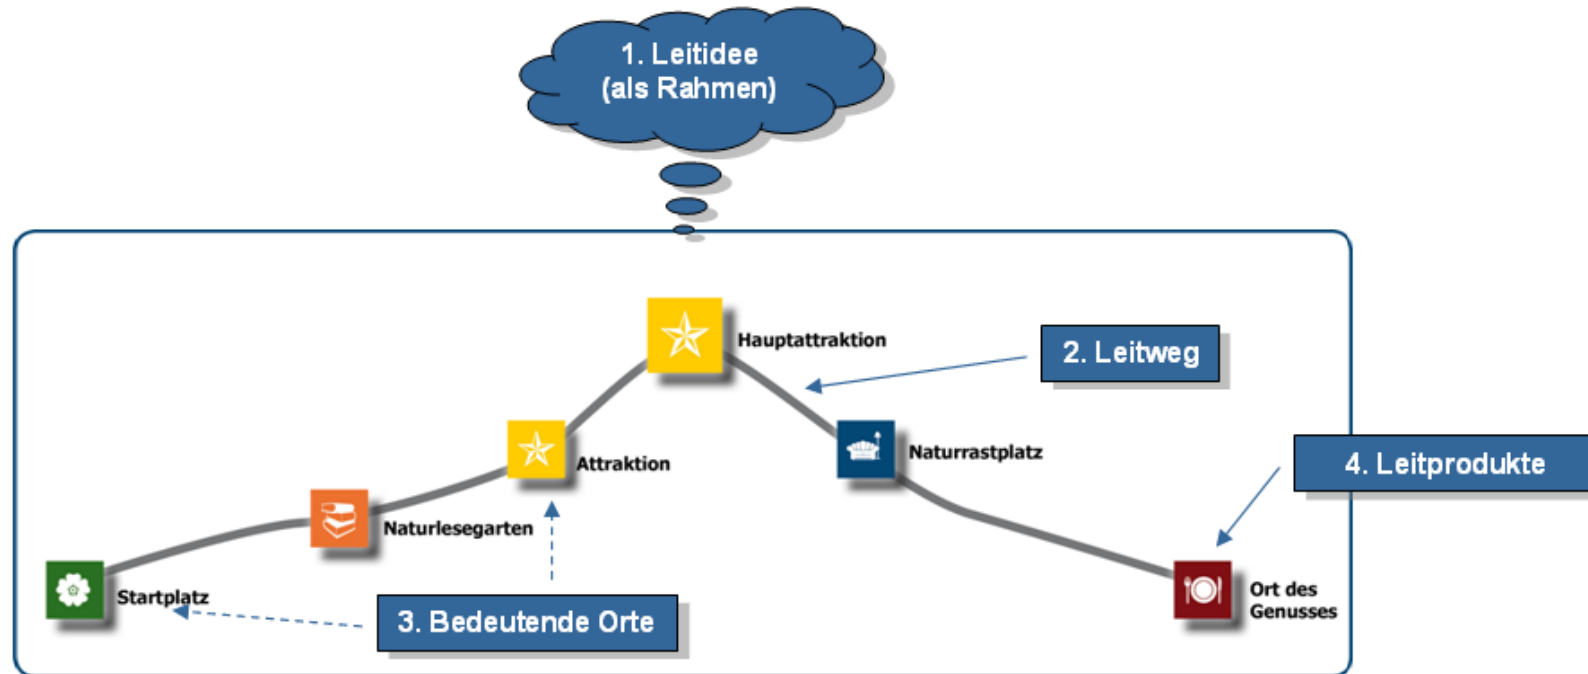 1. Leitidee
(als Rahmen)
Hauptattraktion
2. Leitweg
Naturrastplatz
4. Leitprodukte
Attraktion
Naturlesegarten
Startplatz
3. Bedeutende Orte
Ort des
Genusses